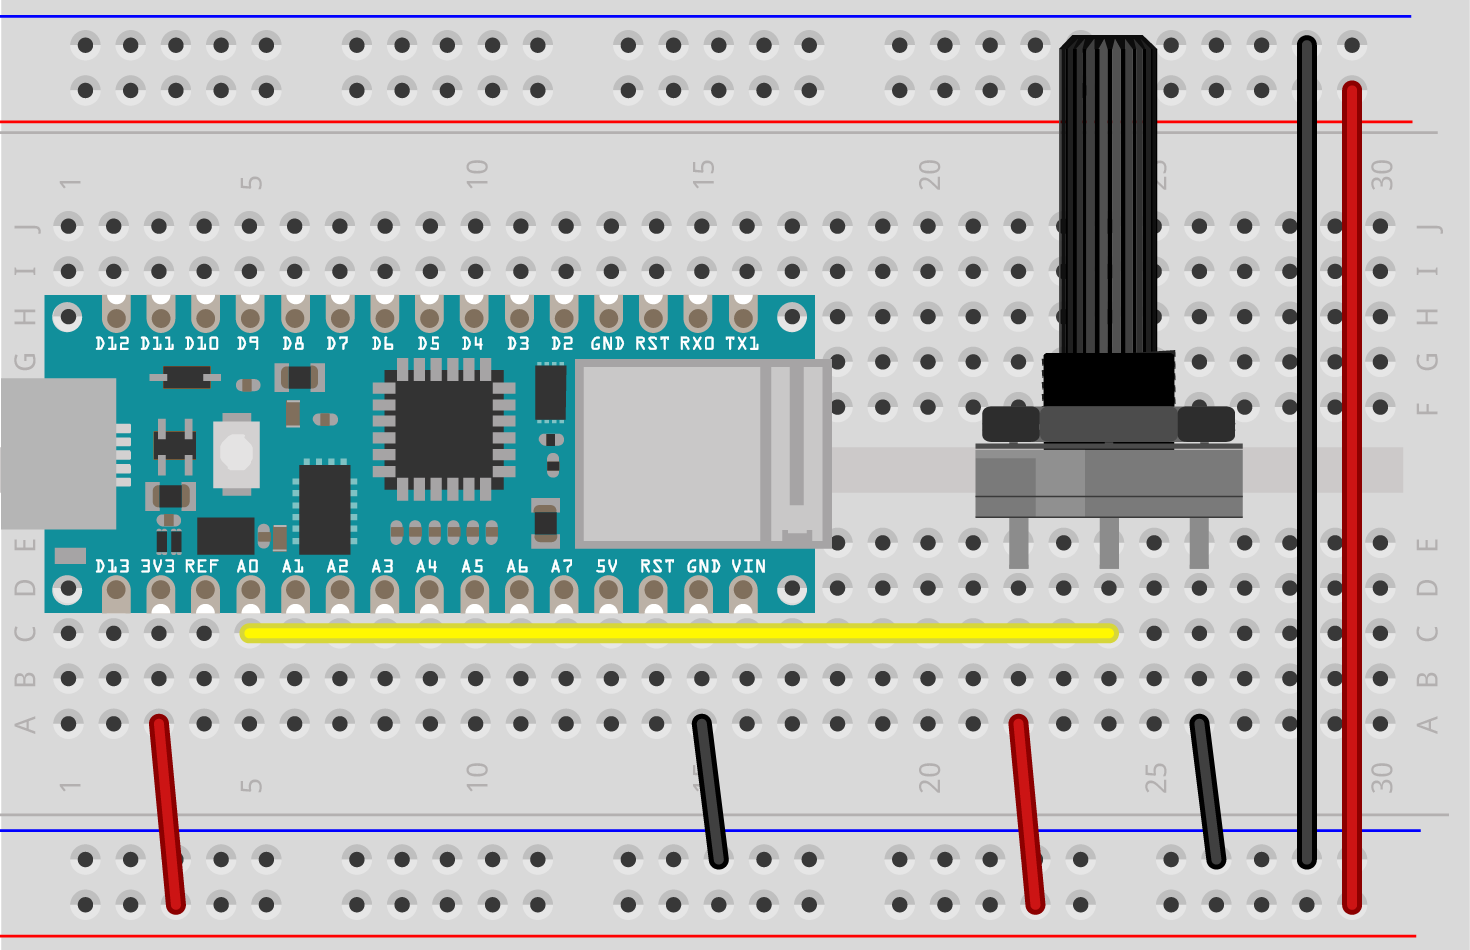 1 5 10 15 20 25 30
J J
I I
H H
D12 D11 D10 D9 D8 D7 D6 D5 D4 D3 D2 GND RST RX0 TX1
G G
F F
E E
D13 3V3 REF A0 A1 A2 A3 A4 A5 A6 A7 5V RST GND VIN
D D
C C
B B
A A
1 5 10 15 20 25 30